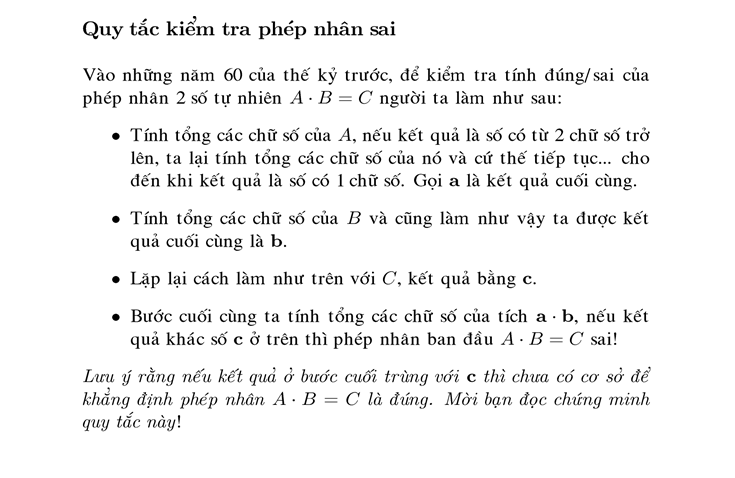 Quy tắc kiểm tra phép nhân sai
Vào những năm 60 của thế kỷ trước, để kiểm tra tính đúng/sai của
phép nhân 2 số tự nhiên A · B = C người ta làm như sau:
• Tính tổng các chữ số của A, nếu kết quả là số có từ 2 chữ số trở
lên, ta lại tính tổng các chữ số của nó và cứ thế tiếp tục... cho
đến khi kết quả là số có 1 chữ số. Gọi a là kết quả cuối cùng.
• Tính tổng các chữ số của B và cũng làm như vậy ta được kết
quả cuối cùng là b.
• Lặp lại cách làm như trên với C, kết quả bằng c.
• Bước cuối cùng ta tính tổng các chữ số của tích a · b, nếu kết
quả khác số c ở trên thì phép nhân ban đầu A · B = C sai!
Lưu ý rằng nếu kết quả ở bước cuối trùng với c thì chưa có cơ sở để
khẳng định phép nhân A · B = C là đúng. Mời bạn đọc chứng minh
quy tắc này!